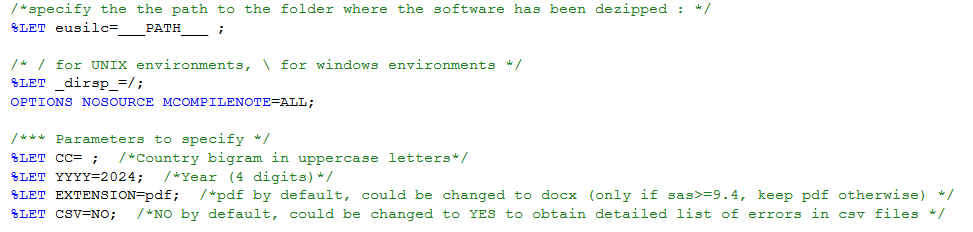 /*specify the the path to the folder where the software has been dezipped : */
%LET eusilc=___PATH___ ;
/* / for UNIX environments, \ for windows environments */
%LET _dirsp_=/;
OPTIONS NOSOURCE MCOMPILENOTE=ALL;
/*** Parameters to specify */
%LET CC= ;  /*Country bigram in uppercase letters*/
%LET YYYY=2024;  /*Year (4 digits)*/
%LET EXTENSION=pdf;  /*pdf by default, could be changed to docx (only if sas>=9.4, keep pdf otherwise) */
%LET CSV=NO;  /*NO by default, could be changed to YES to obtain detailed list of errors in csv files */